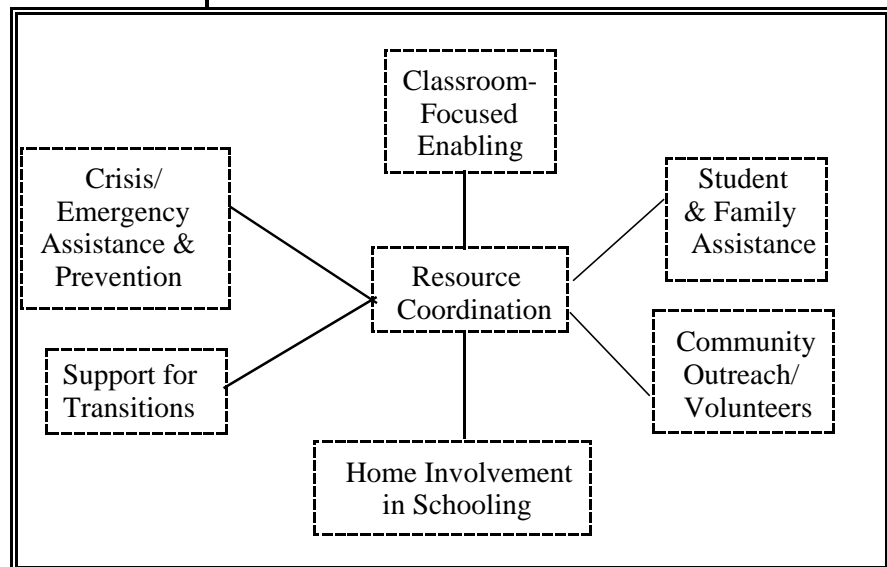 Classroom-
Focused
Enabling
Crisis/
Emergency
Assistance &
Prevention
Student
& Family
Assistance
Resource
Coordination
Support for
Transitions
Community
Outreach/
Volunteers
Home Involvement
in Schooling